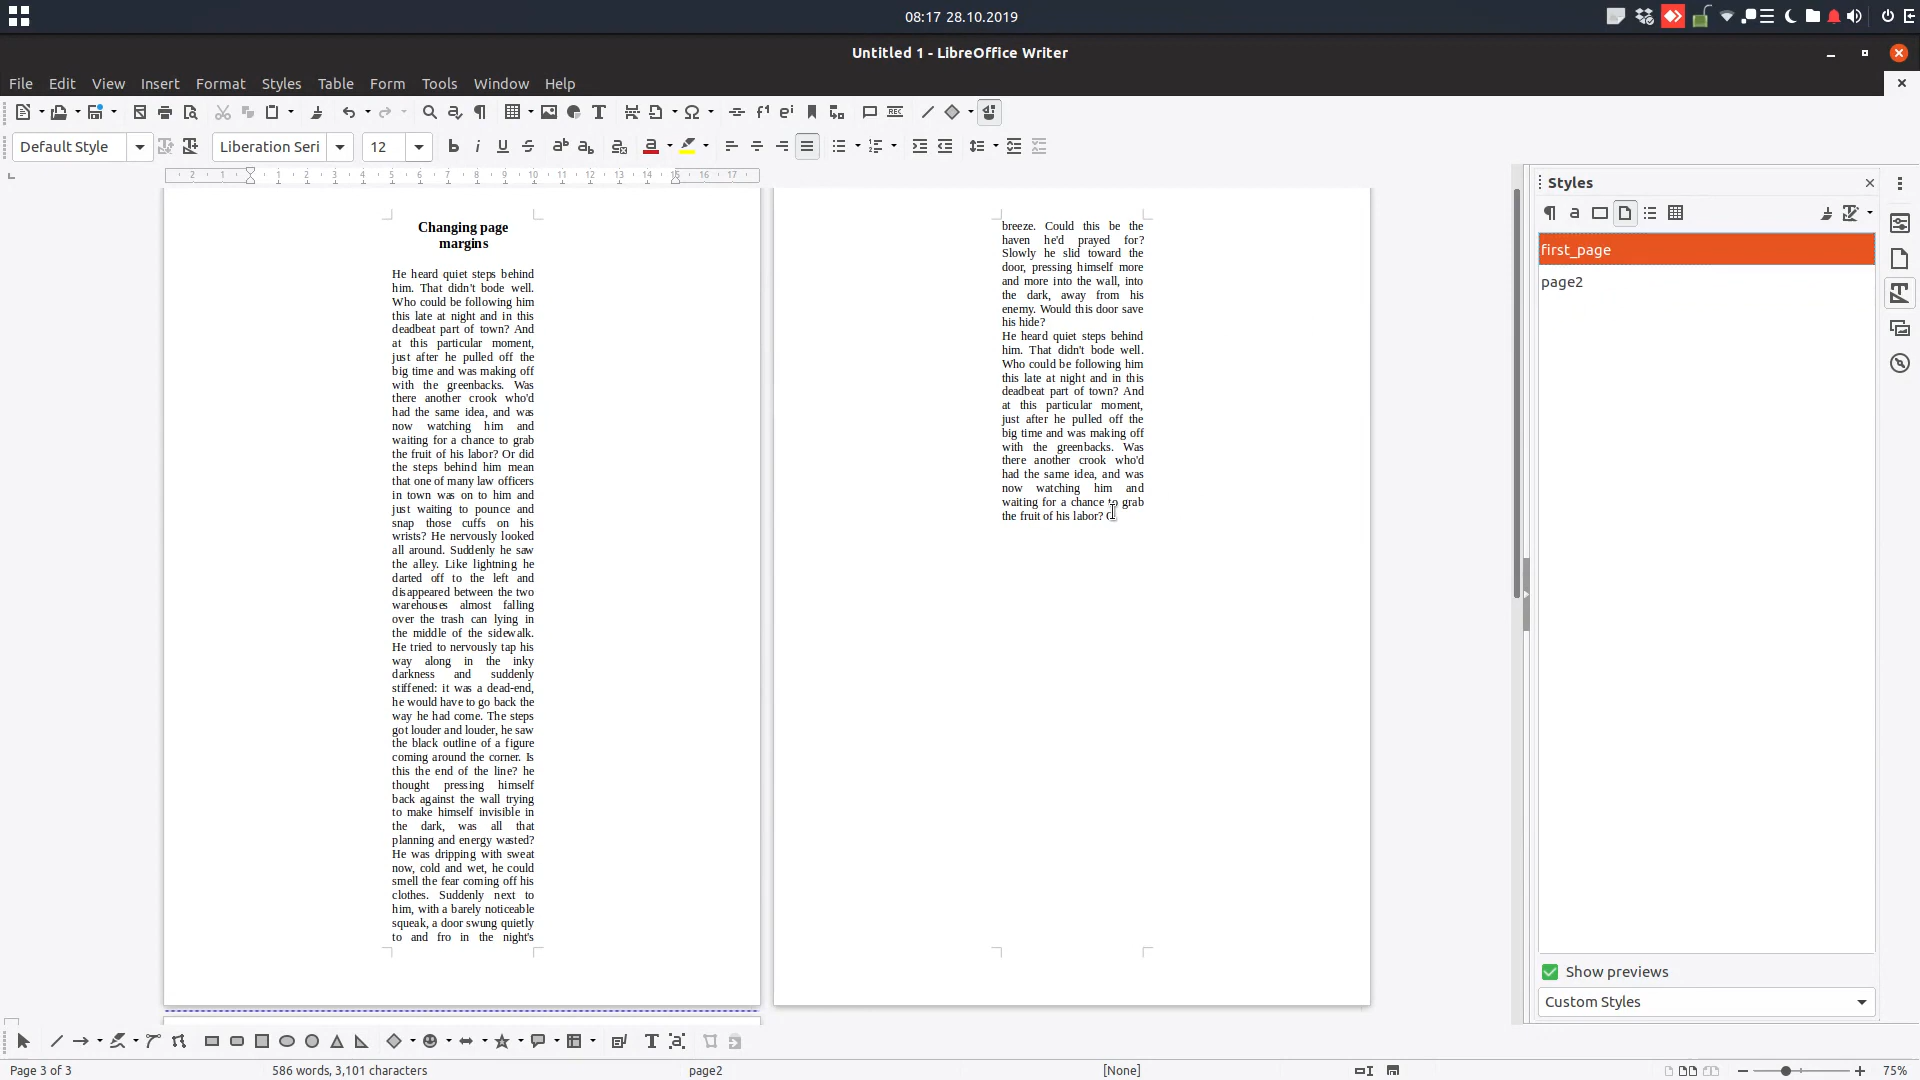 08:17 28.10.2019
Untitled 1 - LibreOffice Writer
File Edit View Insert Format Styles Table Form Tools Window Help
Default Style
Liberation Seri
12
2 1 1 2 3 4 5 6 7 8 9 10 11 12 13 14 15 16 17
Changing page
margins
He heard quiet steps behind
him. That didn't bode well.
Who could be following him
this late at night and in this
deadbeat part of town? And
at this particular moment,
just after he pulled off the
big time and was making off
with the greenbacks. Was
there another crook who'd
had the same idea, and was
now watching him and
waiting for a chance to grab
the fruit of his labor? Or did
the steps behind him mean
that one of many law officers
in town was on to him and
just waiting to pounce and
snap those cuffs on his
wrists? He nervously looked
all around. Suddenly he saw
the alley. Like lightning he
darted off to the left and
disappeared between the two
warehouses almost falling
over the trash can lying in
the middle of the sidewalk.
He tried to nervously tap his
way along in the inky
darkness and suddenly
stiffened: it was a dead-end,
he would have to go back the
way he had come. The steps
got louder and louder, he saw
the black outline of a figure
coming around the corner. Is
this the end of the line? he
thought pressing himself
back against the wall trying
to make himself invisible in
the dark, was all that
planning and energy wasted?
He was dripping with sweat
now, cold and wet, he could
smell the fear coming off his
clothes. Suddenly next to
him, with a barely noticeable
squeak, a door swung quietly
to and fro in the night's
breeze. Could this be the
haven he'd prayed for?
Slowly he slid toward the
door, pressing himself more
and more into the wall, into
the dark, away from his
enemy. Would this door save
his hide?
He heard quiet steps behind
him. That didn't bode well.
Who could be following him
this late at night and in this
deadbeat part of town? And
at this particular moment,
just after he pulled off the
big time and was making off
with the greenbacks. Was
there another crook who'd
had the same idea, and was
now watching him and
waiting for a chance to grab
the fruit of his labor?
Styles
first_page
page2
Show previews
Custom Styles
Page 3 of 3
586 words, 3,101 characters
page2
[None]
75%